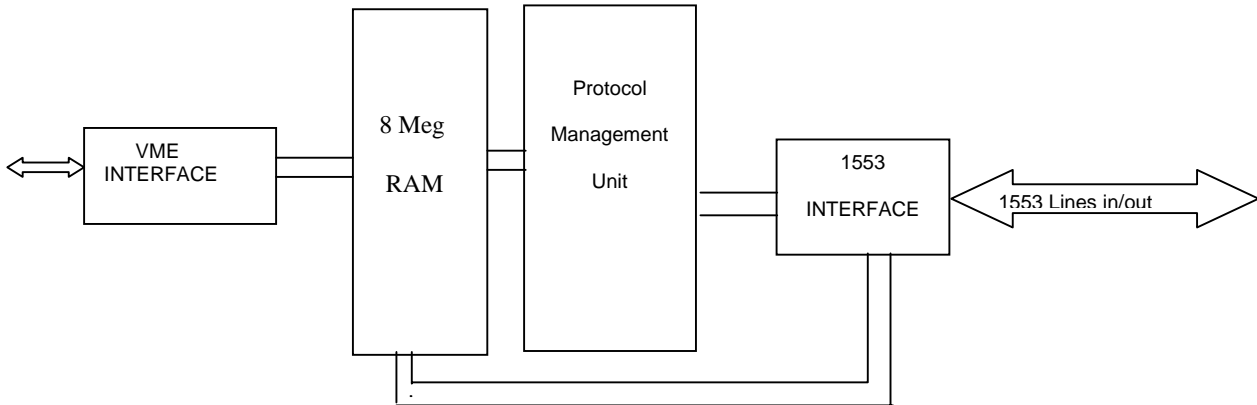 VME
INTERFACE
8 Meg
RAM
Protocol
Management
Unit
1553
INTERFACE
1553 Lines in/out